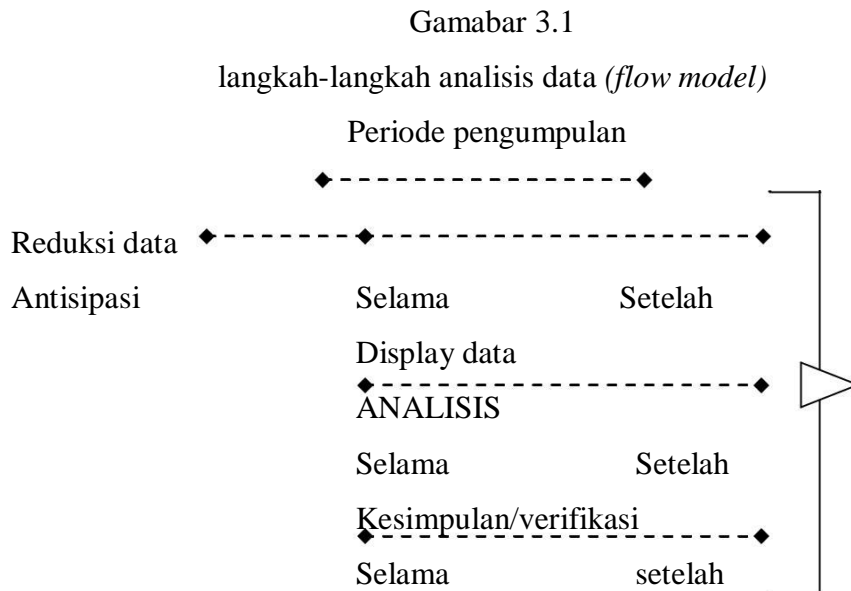 Gamabar 3.1
langkah-langkah analisis data (flow model)
Periode pengumpulan
Reduksi data
Antisipasi Selama Setelah
Display data
ANALISIS
Selama Setelah
Kesimpulan/verifikasi
Selama setelah